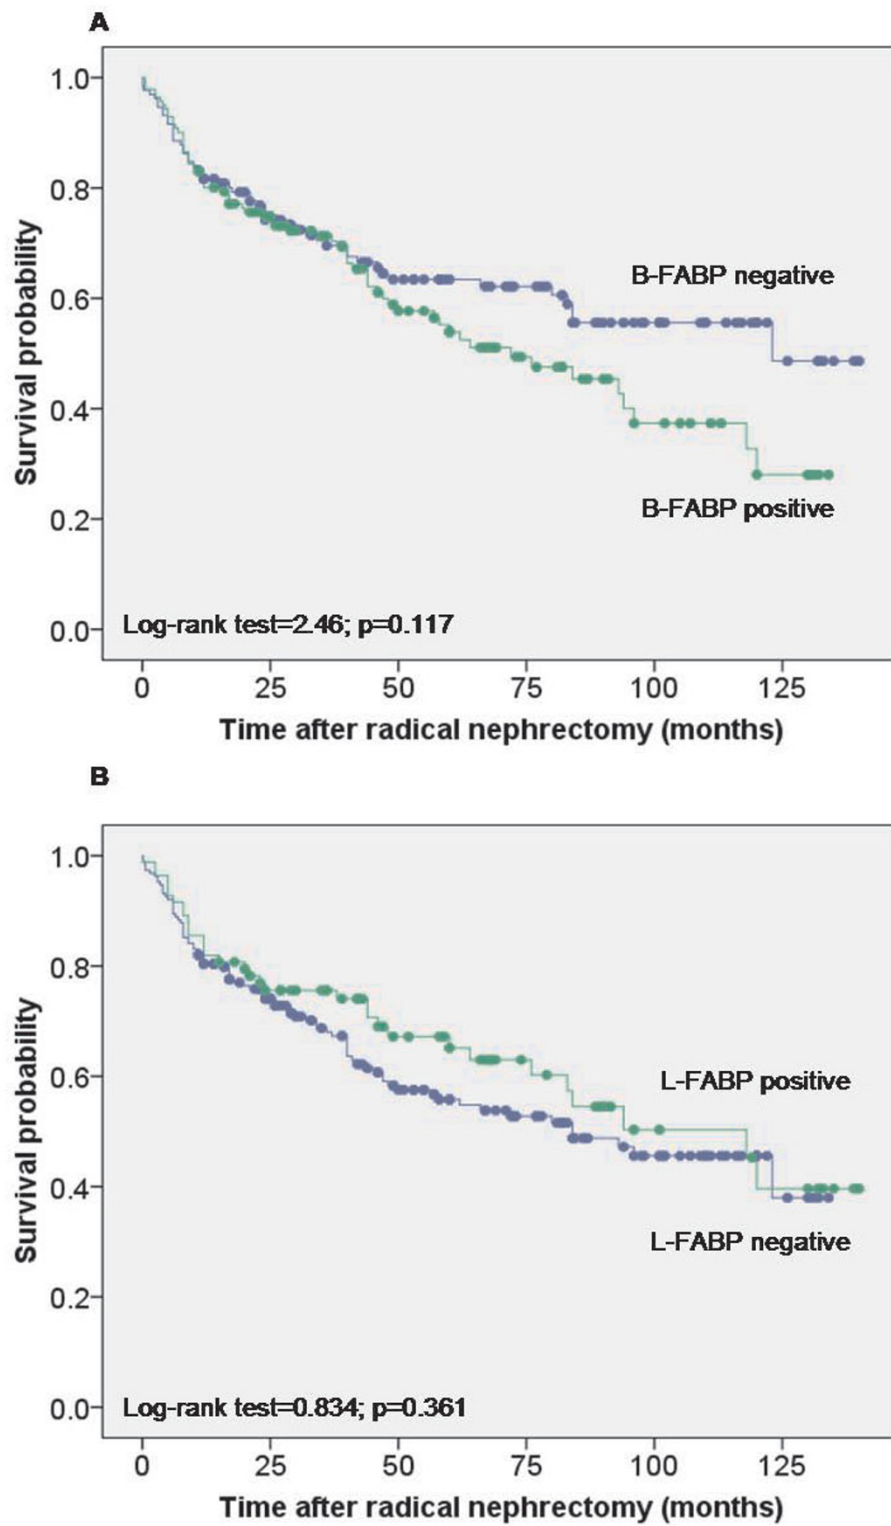 A
1.0
0.8
0.6
0.4
0.2
0.0
Survival probability
B-FABP negative
B-FABP positive
Log-rank test=2.46; p=0.117
0 25 50 75 100 125
Time after radical nephrectomy (months)
B
1.0
0.8
0.6
0.4
0.2
0.0
Survival probability
L-FABP positive
L-FABP negative
Log-rank test=0.834; p=0.361
0 25 50 75 100 125
Time after radical nephrectomy (months)